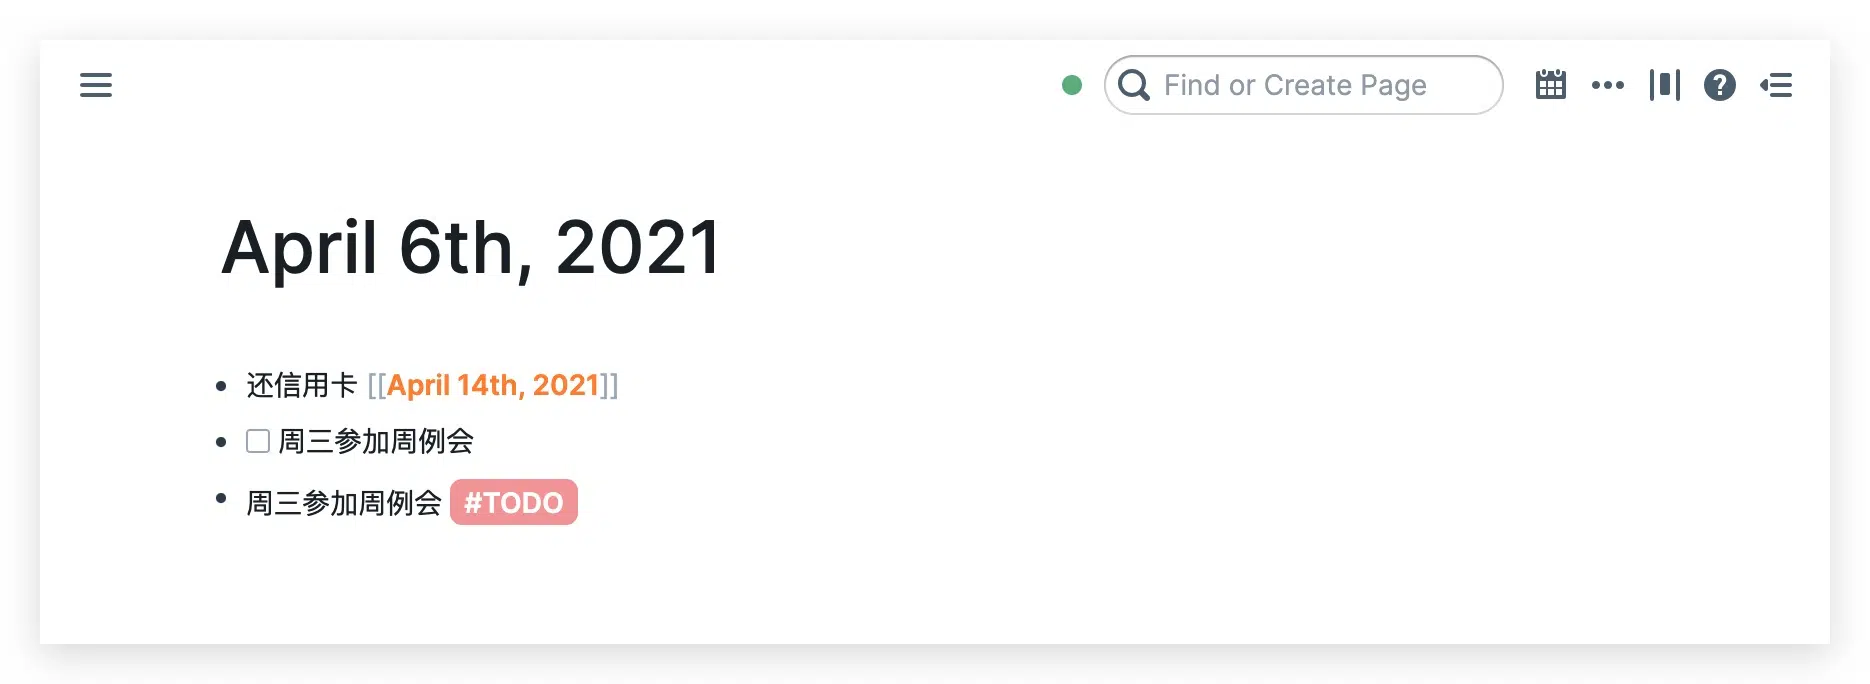 Find or Create Page
April 6th, 2021
还信用卡 [[April 14th, 2021]]
周三参加周例会
周三参加周例会 #TODO